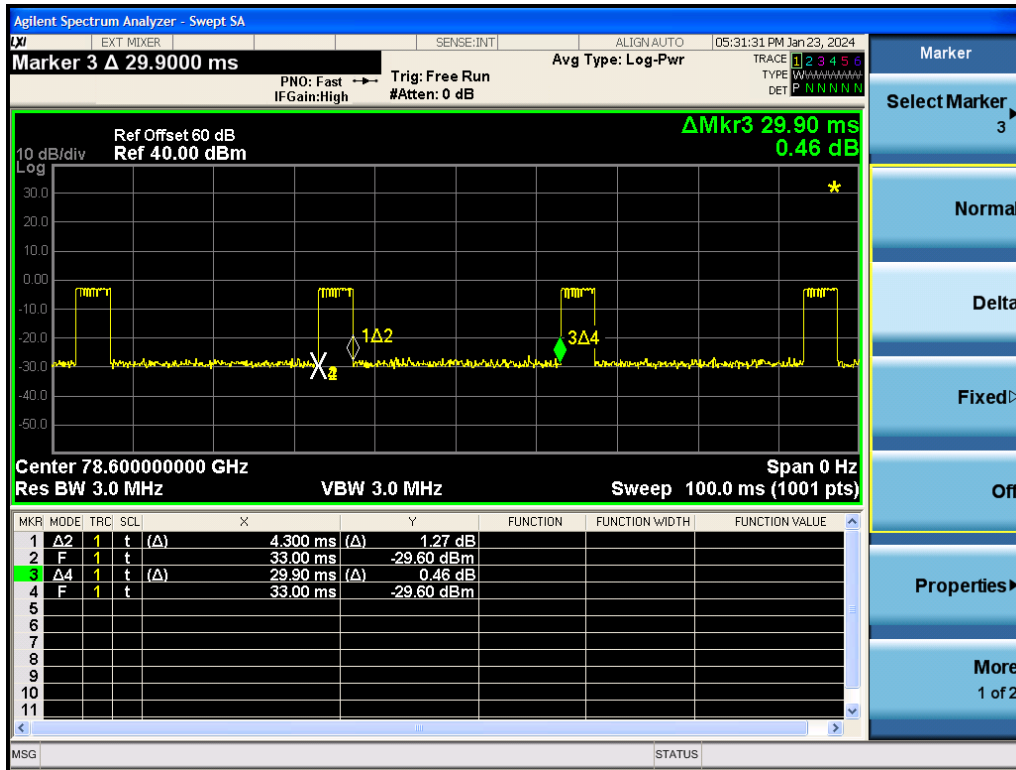 Agilent Spectrum Analyzer - Swept SA
LXI EXT MIXER SENSE:INT ALIGN AUTO 05:31:31 PM Jan 23, 2024
Marker 3 Δ 29.9000 ms
PNO: Fast
IFGain:High
Trig: Free Run
#Atten: 0 dB
Avg Type: Log-Pwr
TRACE 1 2 3 4 5 6
TYPE
DET P N N N N N
ΔMkr3 29.90 ms
0.46 dB
Ref Offset 60 dB
Ref 40.00 dBm
10 dB/div
Log
30.0
20.0
10.0
0.00
-10.0
-20.0
-30.0
-40.0
-50.0
1Δ2
3Δ4
Center 78.600000000 GHz Span 0 Hz
Res BW 3.0 MHz VBW 3.0 MHz Sweep 100.0 ms (1001 pts)
MKR MODE TRC SCL X Y FUNCTION FUNCTION WIDTH FUNCTION VALUE
1 Δ2 1 t (Δ) 4.300 ms (Δ) 1.27 dB
2 F 1 t 33.00 ms -29.60 dBm
3 Δ4 1 t (Δ) 29.90 ms (Δ) 0.46 dB
4 F 1 t 33.00 ms -29.60 dBm
5
6
7
8
9
10
11
MSG STATUS
Marker
Select Marker
3
Normal
Delta
Fixed
Off
Properties
More
1 of 2